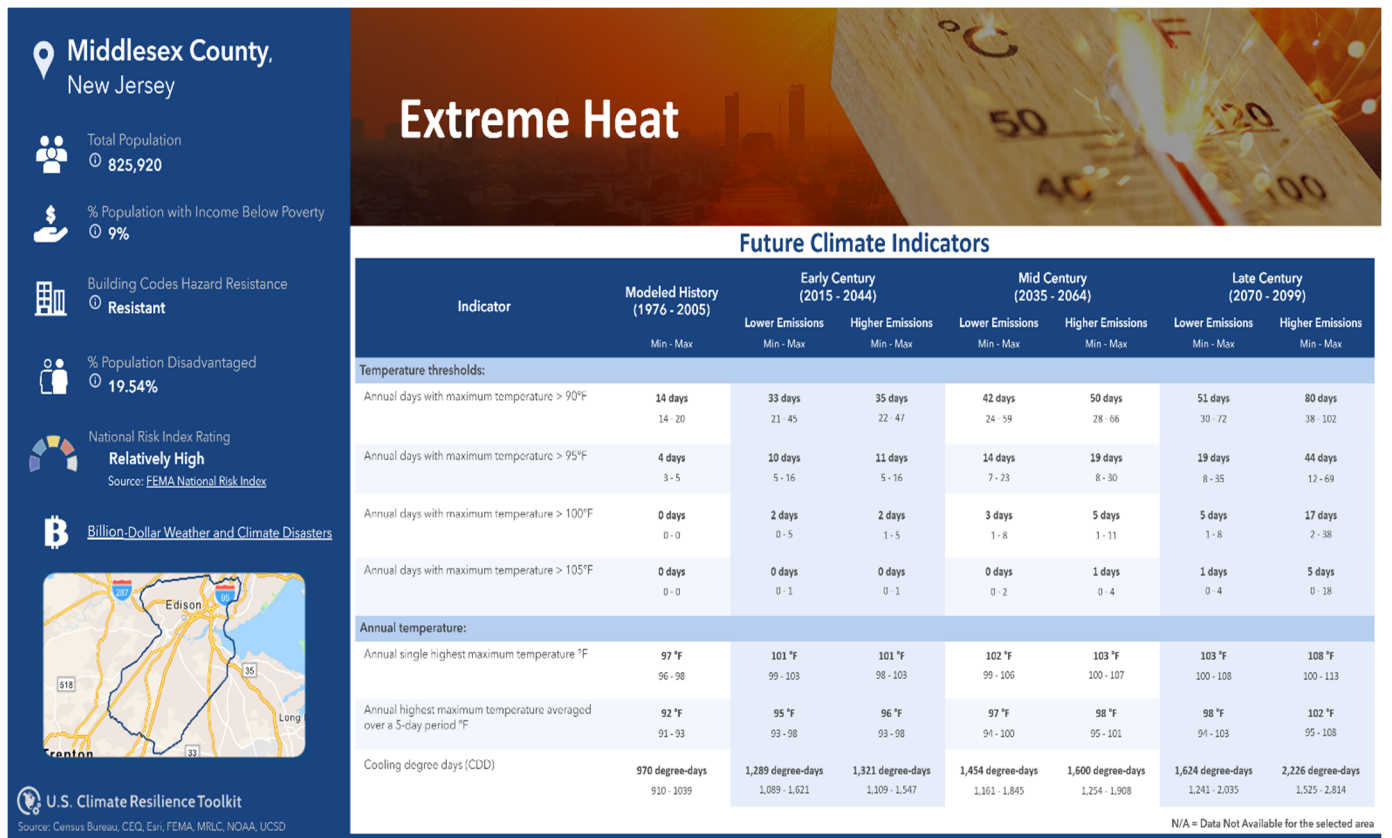 Middlesex County,
New Jersey
Total Population
825,920
% Population with Income Below Poverty
9%
Building Codes Hazard Resistance
Resistant
% Population Disadvantaged
19.54%
National Risk Index Rating
Relatively High
Source: FEMA National Risk Index
Billion-Dollar Weather and Climate Disasters
287
95
Edison
35
518
Long
Trenton
33
U.S. Climate Resilience Toolkit
Source: Census Bureau, CEQ, Esri, FEMA, MRLC, NOAA, UCSD
Extreme Heat
°C F
50 120
40 100
Future Climate Indicators
Indicator
Modeled History
(1976 - 2005)
Early Century
(2015 - 2044)
Mid Century
(2035 - 2064)
Late Century
(2070 - 2099)
Lower Emissions Higher Emissions Lower Emissions Higher Emissions Lower Emissions Higher Emissions
Min - Max Min - Max Min - Max Min - Max Min - Max Min - Max Min - Max
Temperature thresholds:
Annual days with maximum temperature > 90°F 14 days 33 days 35 days 42 days 50 days 51 days 80 days
14 - 20 21 - 45 22 - 47 24 - 59 28 - 66 30 - 72 38 - 102
Annual days with maximum temperature > 95°F 4 days 10 days 11 days 14 days 19 days 19 days 44 days
3 - 5 5 - 16 5 - 16 7 - 23 8 - 30 8 - 35 12 - 69
Annual days with maximum temperature > 100°F 0 days 2 days 2 days 3 days 5 days 5 days 17 days
0 - 0 0 - 5 1 - 5 1 - 8 1 - 11 1 - 8 2 - 38
Annual days with maximum temperature > 105°F 0 days 0 days 0 days 0 days 1 days 1 days 5 days
0 - 0 0 - 1 0 - 1 0 - 2 0 - 4 0 - 4 0 - 18
Annual temperature:
Annual single highest maximum temperature °F 97 °F 101 °F 101 °F 102 °F 103 °F 103 °F 108 °F
96 - 98 99 - 103 98 - 103 99 - 106 100 - 107 100 - 108 100 - 113
Annual highest maximum temperature averaged
over a 5-day period °F
92 °F 95 °F 96 °F 97 °F 98 °F 98 °F 102 °F
91 - 93 93 - 98 93 - 98 94 - 100 95 - 101 94 - 103 95 - 108
Cooling degree days (CDD) 970 degree-days 1,289 degree-days 1,321 degree-days 1,454 degree-days 1,600 degree-days 1,624 degree-days 2,226 degree-days
910 - 1039 1,089 - 1,621 1,109 - 1,547 1,161 - 1,845 1,254 - 1,908 1,241 - 2,035 1,525 - 2,814
N/A = Data Not Available for the selected area